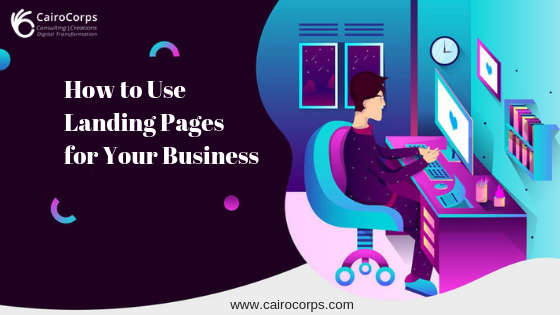 CairoCorps
Consulting|Creations
Digital Transformation
How to Use
Landing Pages
for Your Business
www.cairocorps.com